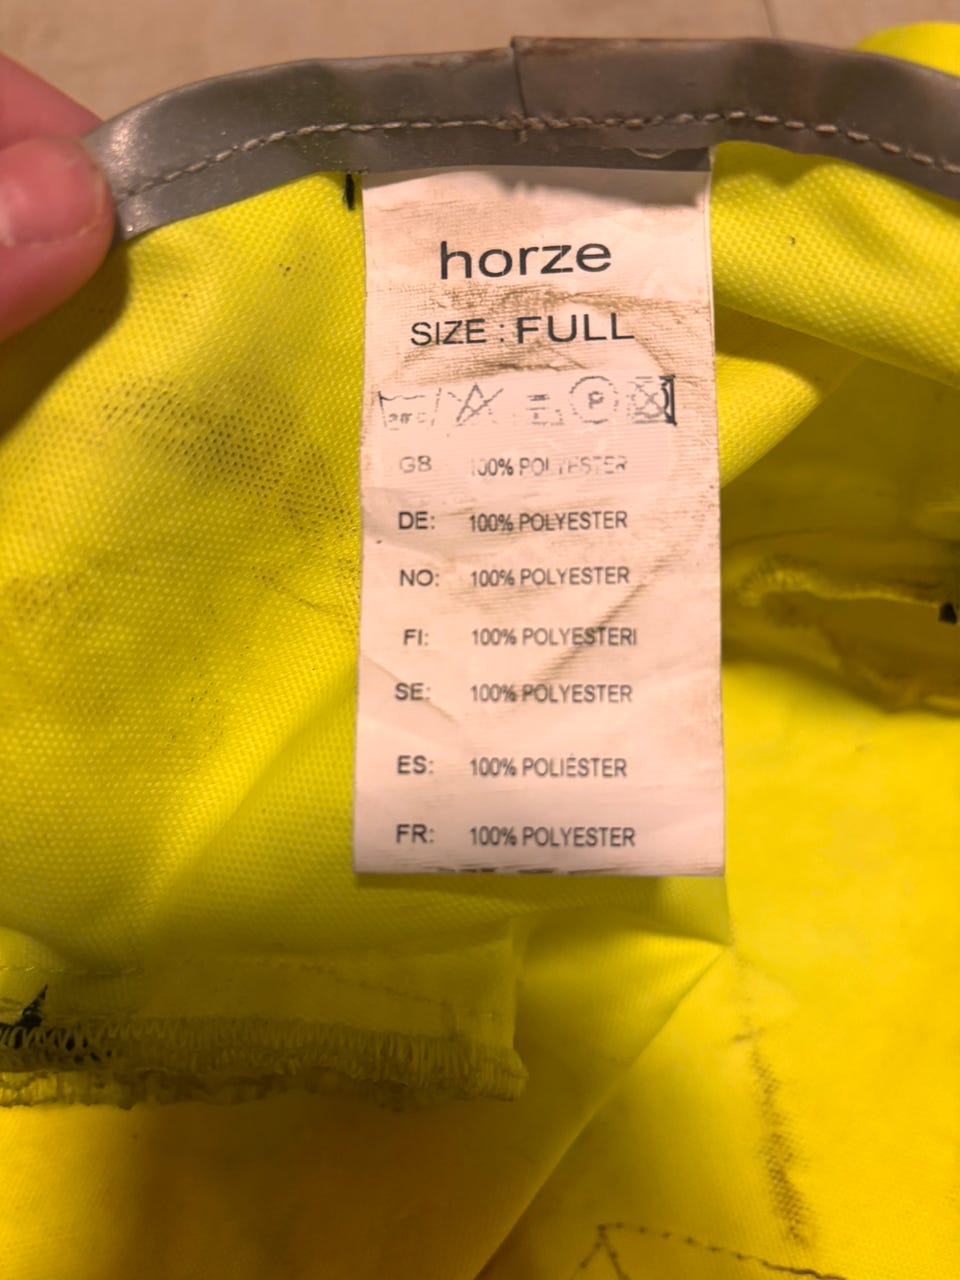 horze
SIZE : FULL
P
GB 100% POLYESTER
DE: 100% POLYESTER
NO: 100% POLYESTER
FI: 100% POLYESTERI
SE: 100% POLYESTER
ES: 100% POLIÉSTER
FR: 100% POLYESTER